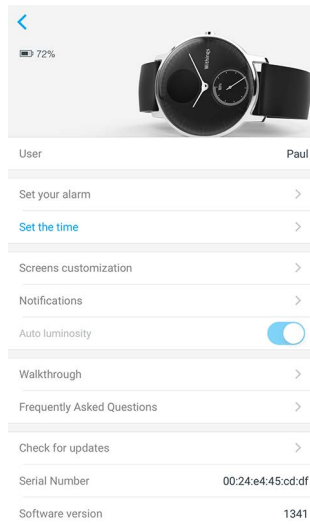 72%
Withings
User Paul
Set your alarm
Set the time
Screens customization
Notifications
Auto luminosity
Walkthrough
Frequently Asked Questions
Check for updates
Serial Number 00:24:e4:45:cd:df
Software version 1341